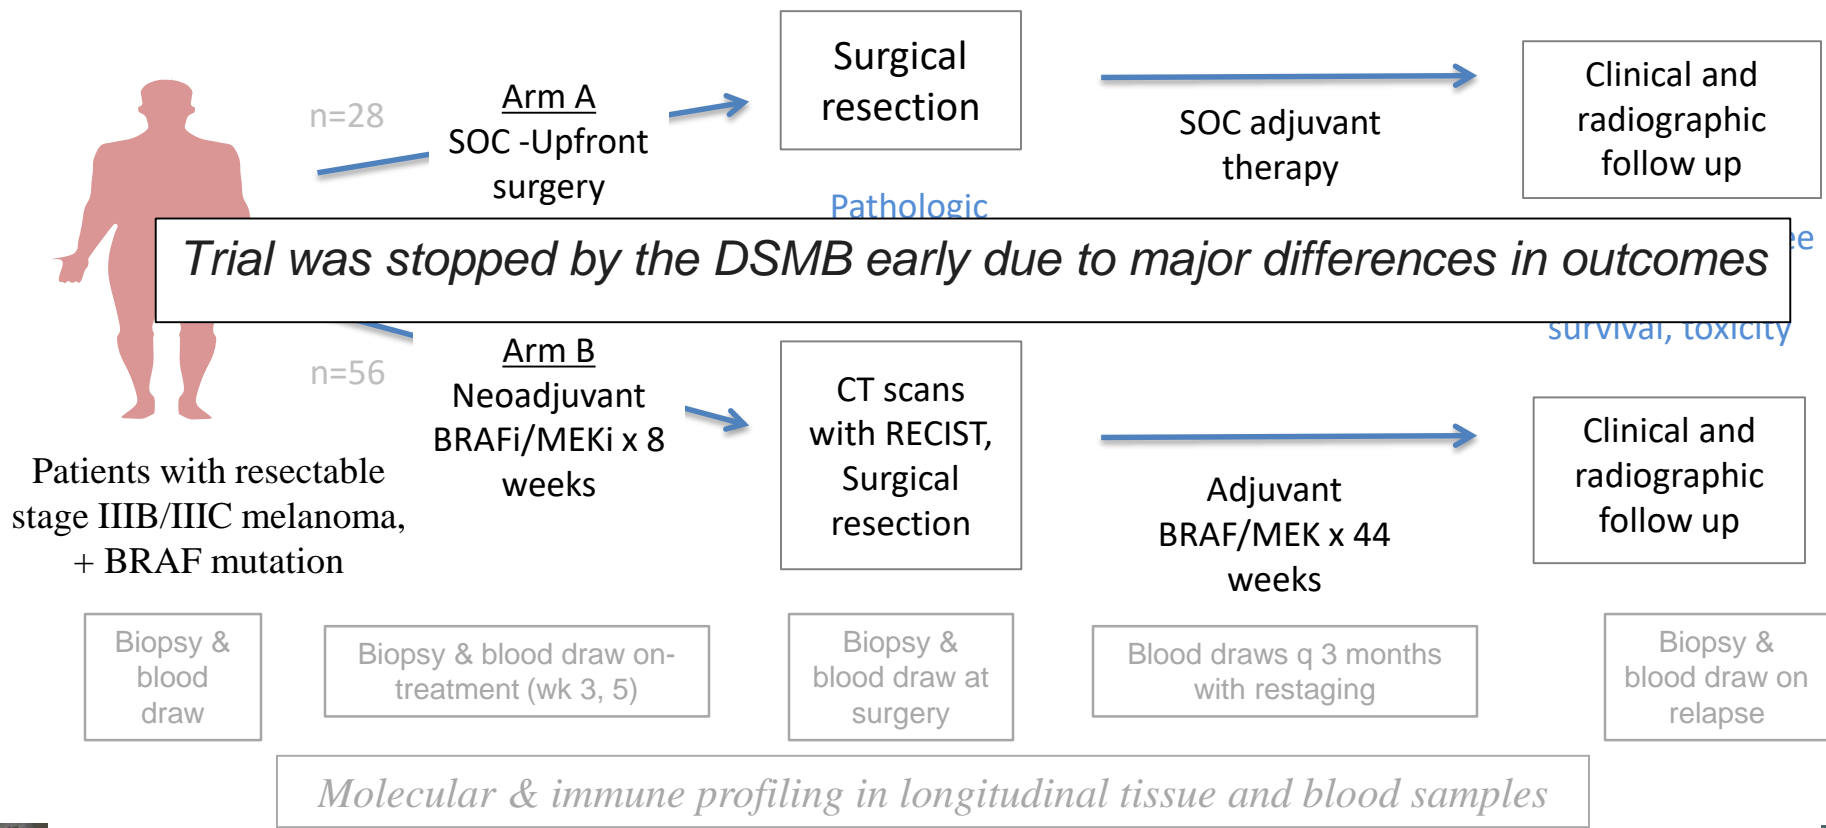 n=28
Arm A
SOC -Upfront
surgery
Surgical
resection
SOC adjuvant
therapy
Clinical and
radiographic
follow up
Pathologic
Trial was stopped by the DSMB early due to major differences in outcomes
survival, toxicity
n=56
Arm B
Neoadjuvant
BRAFi/MEKi x 8
weeks
CT scans
with RECIST,
Surgical
resection
Adjuvant
BRAF/MEK x 44
weeks
Clinical and
radiographic
follow up
Patients with resectable
stage IIIB/IIIC melanoma,
+ BRAF mutation
Biopsy &
blood
draw
Biopsy & blood draw on-
treatment (wk 3, 5)
Biopsy &
blood draw at
surgery
Blood draws q 3 months
with restaging
Biopsy &
blood draw on
relapse
Molecular & immune profiling in longitudinal tissue and blood samples